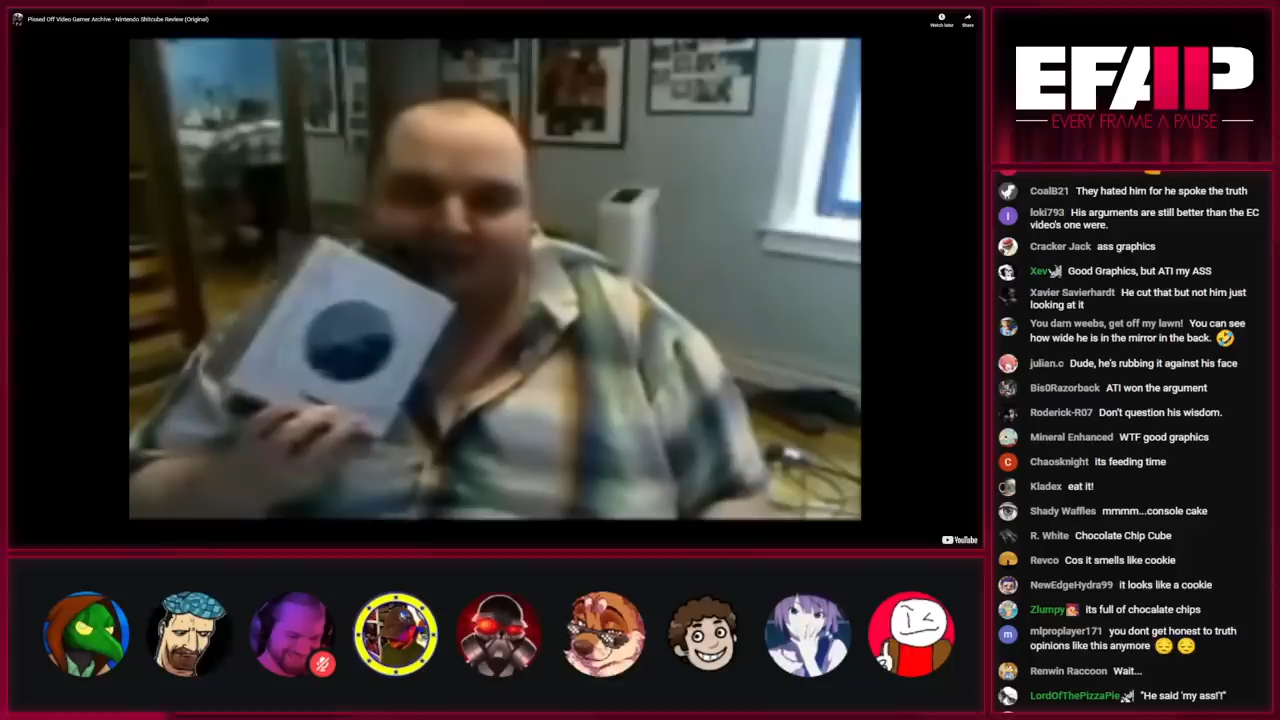 Pissed Off Video Gamer Archive - Nintendo Shitcube Review (Original)
Watch later
Share
YouTube
EFAP
EVERY FRAME A PAUSE
CoalB21 They hated him for he spoke the truth
loki793 His arguments are still better than the EC
video's one were.
Cracker Jack ass graphics
Xev Good Graphics, but ATI my ASS
Xavier Savierhardt He cut that but not him just
looking at it
You darn weebs, get off my lawn! You can see
how wide he is in the mirror in the back. 🤣
julian.c Dude, he's rubbing it against his face
Bis0Razorback ATI won the argument
Roderick-R07 Don't question his wisdom.
Mineral Enhanced WTF good graphics
C
Chaosknight its feeding time
Kladex eat it!
Shady Waffles mmmm...console cake
R. White Chocolate Chip Cube
Revco Cos it smells like cookie
NewEdgeHydra99 it looks like a cookie
Zlumpy its full of chocalate chips
m
mlproplayer171 you dont get honest to truth
opinions like this anymore 😔 😔
Renwin Raccoon Wait...
LordOfThePizzaPie "He said 'my ass!'!"